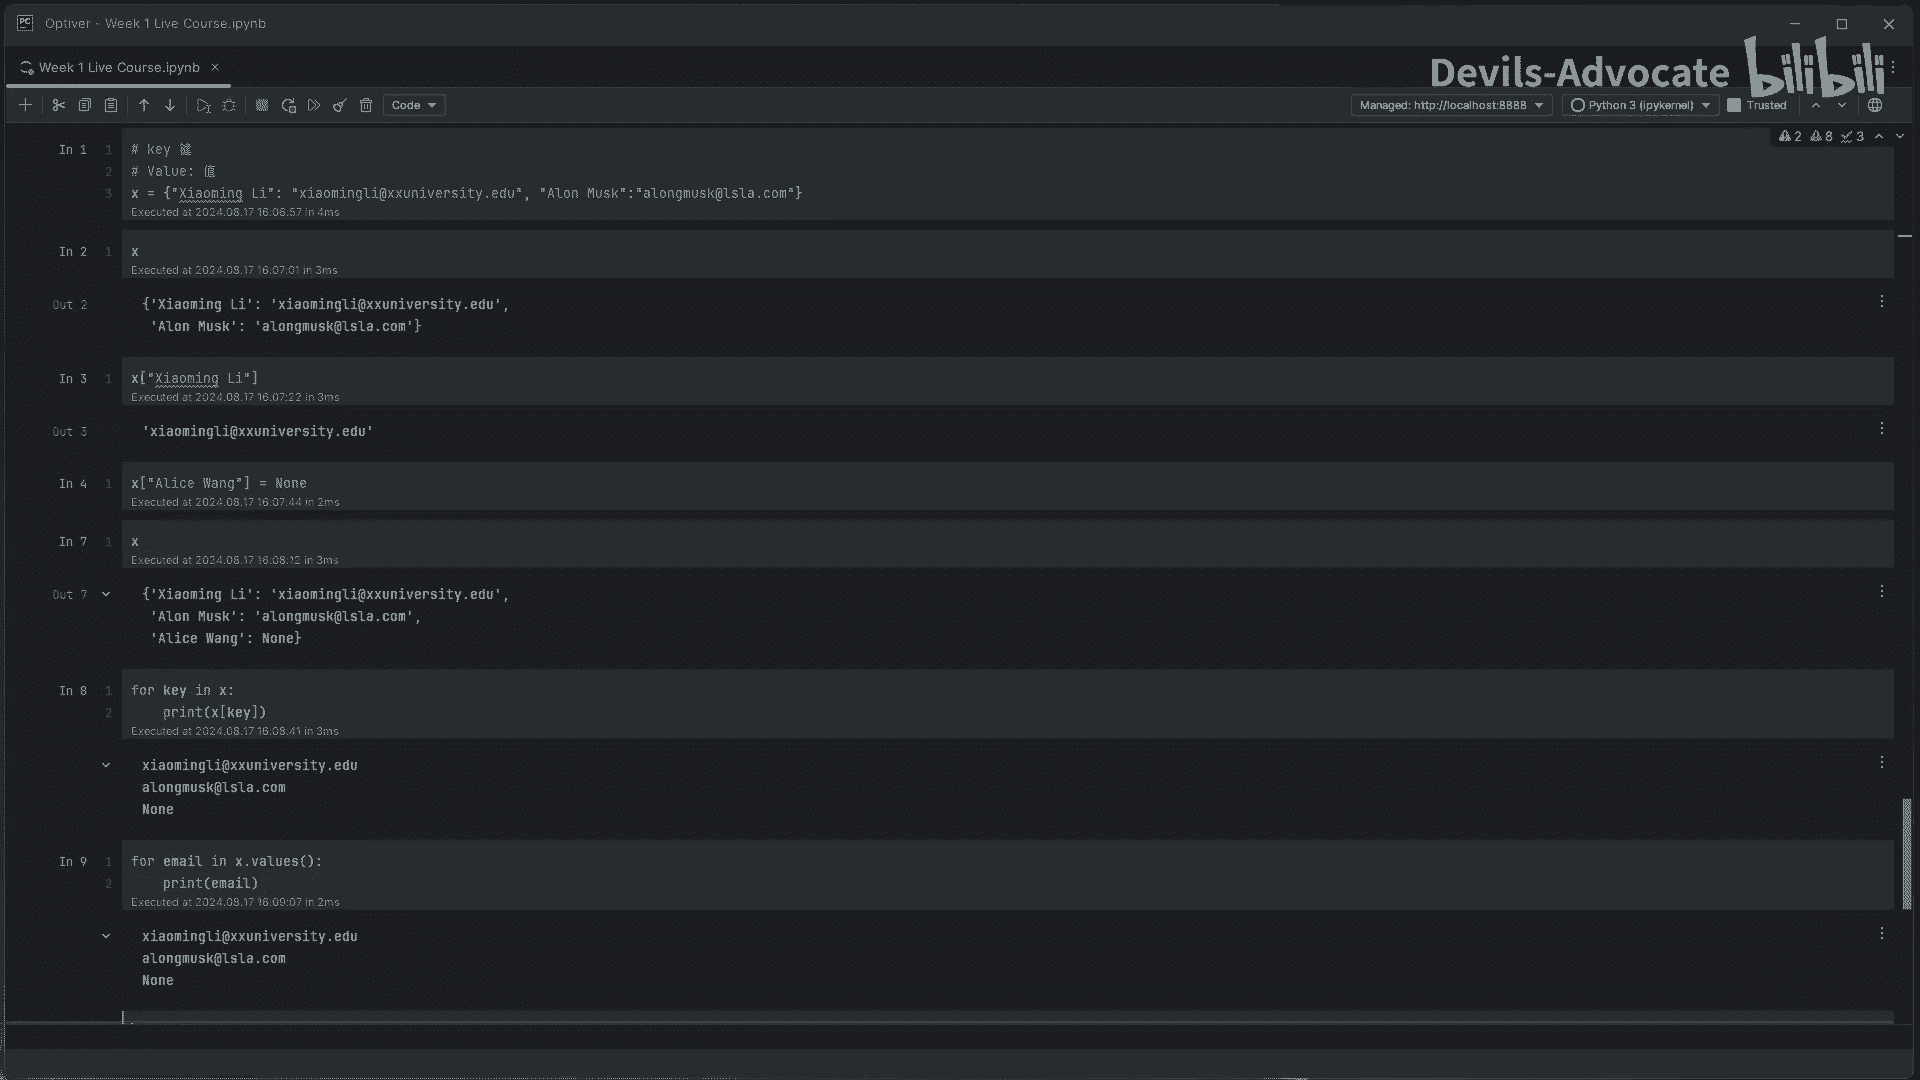 Optiver - Week 1 Live Course.ipynb
Week 1 Live Course.ipynb
Devils-Advocate bilibili
Code
Managed: http://localhost:8888
Python 3 (ipykernel)
Trusted
2 8 3
In 1
1 # key 键
2 # Value: 值
3 x = {"Xiaoming Li": "xiaomingli@xxuniversity.edu", "Alon Musk":"alongmusk@lsla.com"}
Executed at 2024.08.17 16:06:57 in 4ms
In 2 1 x
Executed at 2024.08.17 16:07:01 in 3ms
Out 2 {'Xiaoming Li': 'xiaomingli@xxuniversity.edu',
'Alon Musk': 'alongmusk@lsla.com'}
In 3 1 x["Xiaoming Li"]
Executed at 2024.08.17 16:07:22 in 3ms
Out 3 'xiaomingli@xxuniversity.edu'
In 4 1 x["Alice Wang"] = None
Executed at 2024.08.17 16:07:44 in 2ms
In 7 1 x
Executed at 2024.08.17 16:08:12 in 3ms
Out 7 {'Xiaoming Li': 'xiaomingli@xxuniversity.edu',
'Alon Musk': 'alongmusk@lsla.com',
'Alice Wang': None}
In 8 1 for key in x:
2 print(x[key])
Executed at 2024.08.17 16:08:41 in 3ms
xiaomingli@xxuniversity.edu
alongmusk@lsla.com
None
In 9 1 for email in x.values():
2 print(email)
Executed at 2024.08.17 16:09:07 in 2ms
xiaomingli@xxuniversity.edu
alongmusk@lsla.com
None